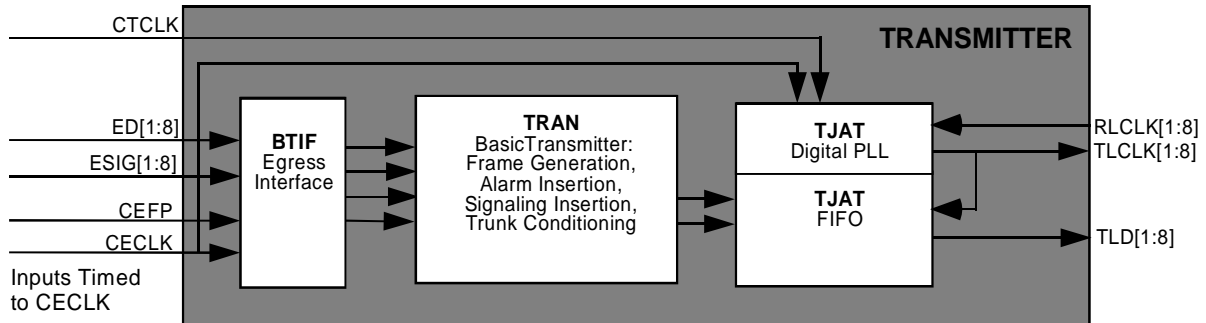 CTCLK
TRANSMITTER
ED[1:8]
ESIG[1:8]
CEFP
CECLK
Inputs Timed
to CECLK
BTIF
Egress
Interface
TRAN
BasicTransmitter:
Frame Generation,
Alarm Insertion,
Signaling Insertion,
Trunk Conditioning
TJAT
Digital PLL
TJAT
FIFO
RLCLK[1:8]
TLCLK[1:8]
TLD[1:8]